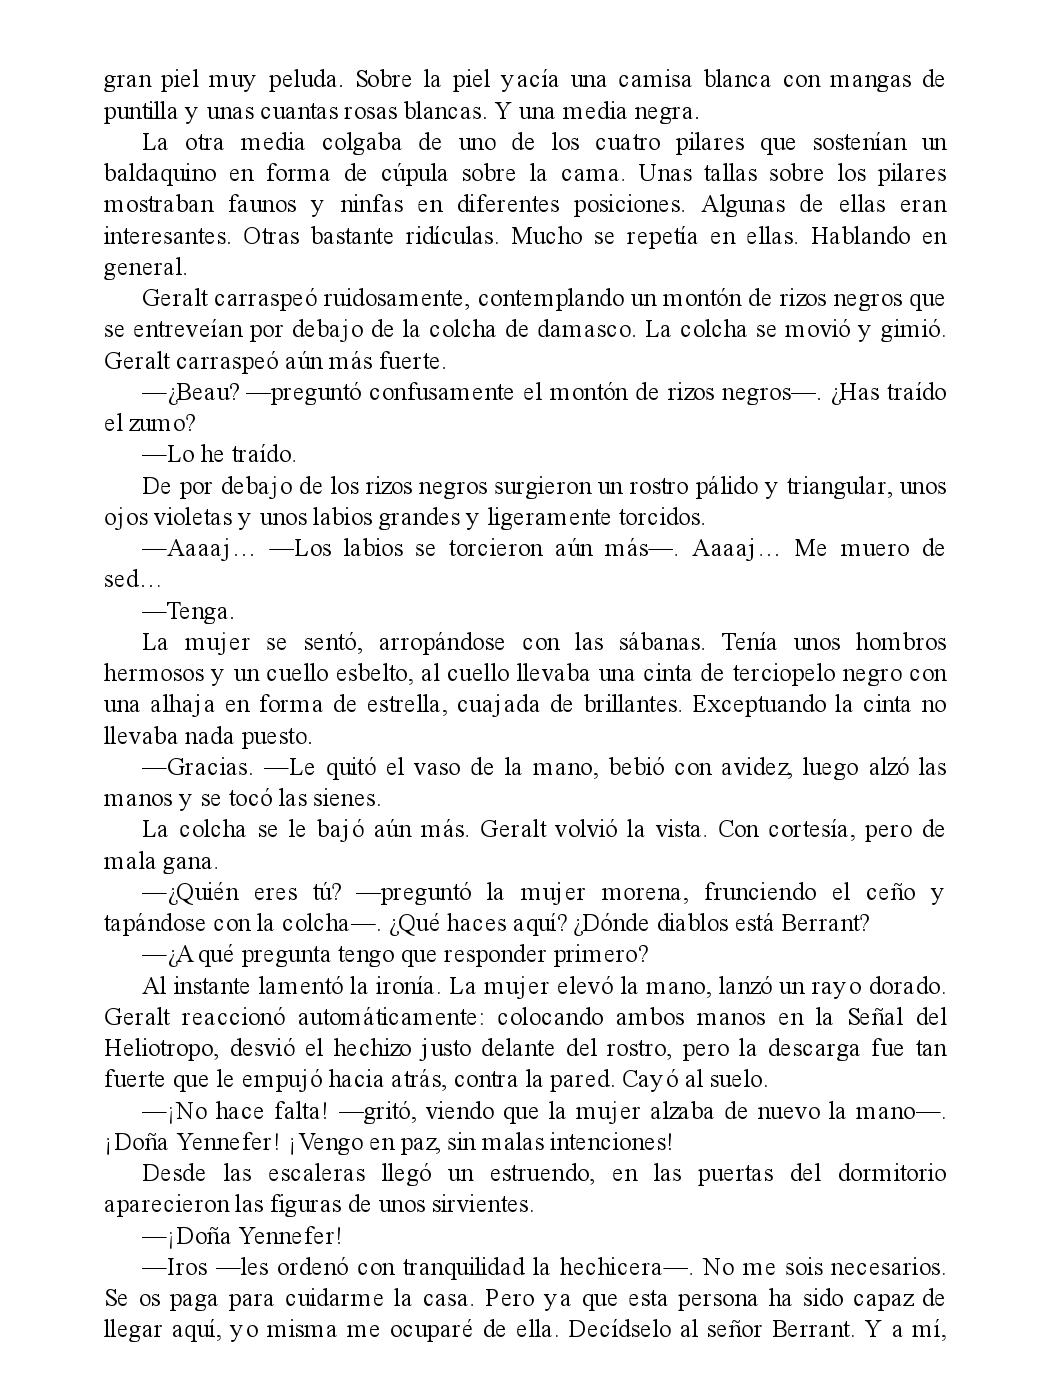 gran piel muy peluda. Sobre la piel yacía una camisa blanca con mangas de
puntilla y unas cuantas rosas blancas. Y una media negra.
La otra media colgaba de uno de los cuatro pilares que sostenían un
baldaquino en forma de cúpula sobre la cama. Unas tallas sobre los pilares
mostraban faunos y ninfas en diferentes posiciones. Algunas de ellas eran
interesantes. Otras bastante ridículas. Mucho se repetía en ellas. Hablando en
general.
Geralt carraspeó ruidosamente, contemplando un montón de rizos negros que
se entreveían por debajo de la colcha de damasco. La colcha se movió y gimió.
Geralt carraspeó aún más fuerte.
—¿Beau? —preguntó confusamente el montón de rizos negros—. ¿Has traído
el zumo?
—Lo he traído.
De por debajo de los rizos negros surgieron un rostro pálido y triangular, unos
ojos violetas y unos labios grandes y ligeramente torcidos.
—Aaaaj… —Los labios se torcieron aún más—. Aaaaj… Me muero de
sed…
—Tenga.
La mujer se sentó, arropándose con las sábanas. Tenía unos hombros
hermosos y un cuello esbelto, al cuello llevaba una cinta de terciopelo negro con
una alhaja en forma de estrella, cuajada de brillantes. Exceptuando la cinta no
llevaba nada puesto.
—Gracias. —Le quitó el vaso de la mano, bebió con avidez, luego alzó las
manos y se tocó las sienes.
La colcha se le bajó aún más. Geralt volvió la vista. Con cortesía, pero de
mala gana.
—¿Quién eres tú? —preguntó la mujer morena, frunciendo el ceño y
tapándose con la colcha—. ¿Qué haces aquí? ¿Dónde diablos está Berrant?
—¿A qué pregunta tengo que responder primero?
Al instante lamentó la ironía. La mujer elevó la mano, lanzó un rayo dorado.
Geralt reaccionó automáticamente: colocando ambos manos en la Señal del
Heliotropo, desvió el hechizo justo delante del rostro, pero la descarga fue tan
fuerte que le empujó hacia atrás, contra la pared. Cayó al suelo.
—¡No hace falta! —gritó, viendo que la mujer alzaba de nuevo la mano—.
¡Doña Yennefer! ¡Vengo en paz, sin malas intenciones!
Desde las escaleras llegó un estruendo, en las puertas del dormitorio
aparecieron las figuras de unos sirvientes.
—¡Doña Yennefer!
—Iros —les ordenó con tranquilidad la hechicera—. No me sois necesarios.
Se os paga para cuidarme la casa. Pero ya que esta persona ha sido capaz de
llegar aquí, yo misma me ocuparé de ella. Decídselo al señor Berrant. Y a mí,